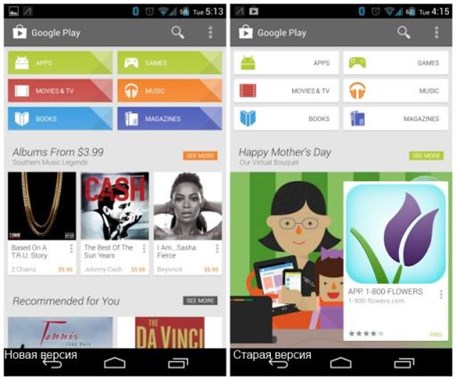 Tue 5:13
Google Play
APPS
GAMES
MOVIES & TV
MUSIC
BOOKS
MAGAZINES
Albums From $3.99
Southern Music Legends
SEE MORE
CASH
Based On A
T.R.U. Story
2 Chainz
$5.99
The Best Of The
Sun Years
Johnny Cash
$5.99
I Am...Sasha
Fierce
Beyoncé
$5.99
Recommended for You
SEE MORE
Tennis
THE
DA VINCI
Новая версия
Tue 4:15
Google Play
APPS
GAMES
MOVIES & TV
MUSIC
BOOKS
MAGAZINES
Happy Mother's Day
Our Virtual Bouquet
SEE MORE
APP. 1-800-FLOWERS
1-800-flowers.com
FREE
Старая версия